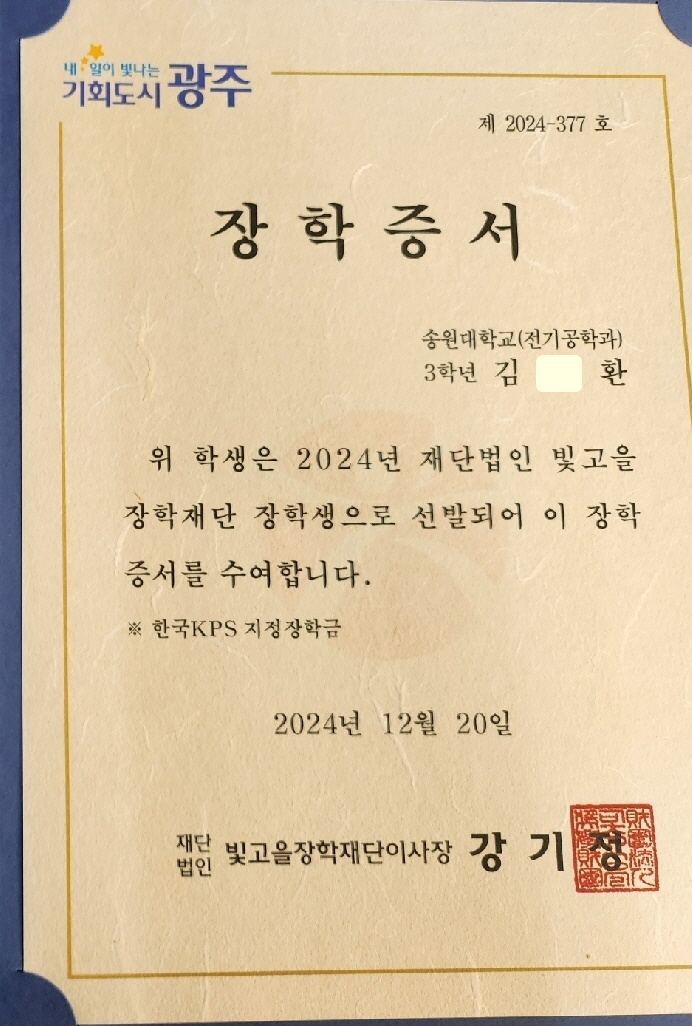 내☆일이 빛나는
기회도시 광주
제 2024-377 호
장 학 증 서
송원대학교(전기공학과)
3학년 김 환
위 학생은 2024년 재단법인 빛고을
장학재단 장학생으로 선발되어 이 장학
증서를 수여합니다.
※ 한국KPS 지정장학금
2024년 12월 20일
재단
법인 빛고을장학재단이사장 강 기 정